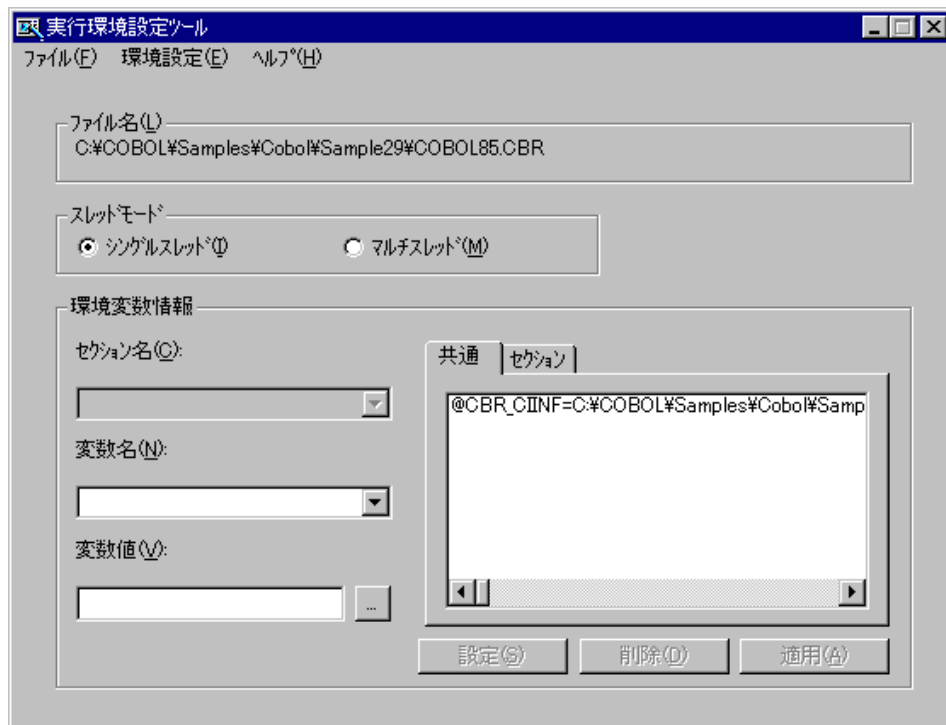 実行環境設定ツール
ファイル(F) 環境設定(E) ヘルプ(H)
ファイル名(L)
C:¥COBOL¥Samples¥Cobol¥Sample29¥COBOL85.CBR
スレッドモード
シングルスレッド(I) マルチスレッド(M)
環境変数情報
セクション名(C):
共通 セクション
@CBR_CIINF=C:¥COBOL¥Samples¥Cobol¥Samp
変数名(N):
変数値(V):
...
設定(S) 削除(D) 適用(A)